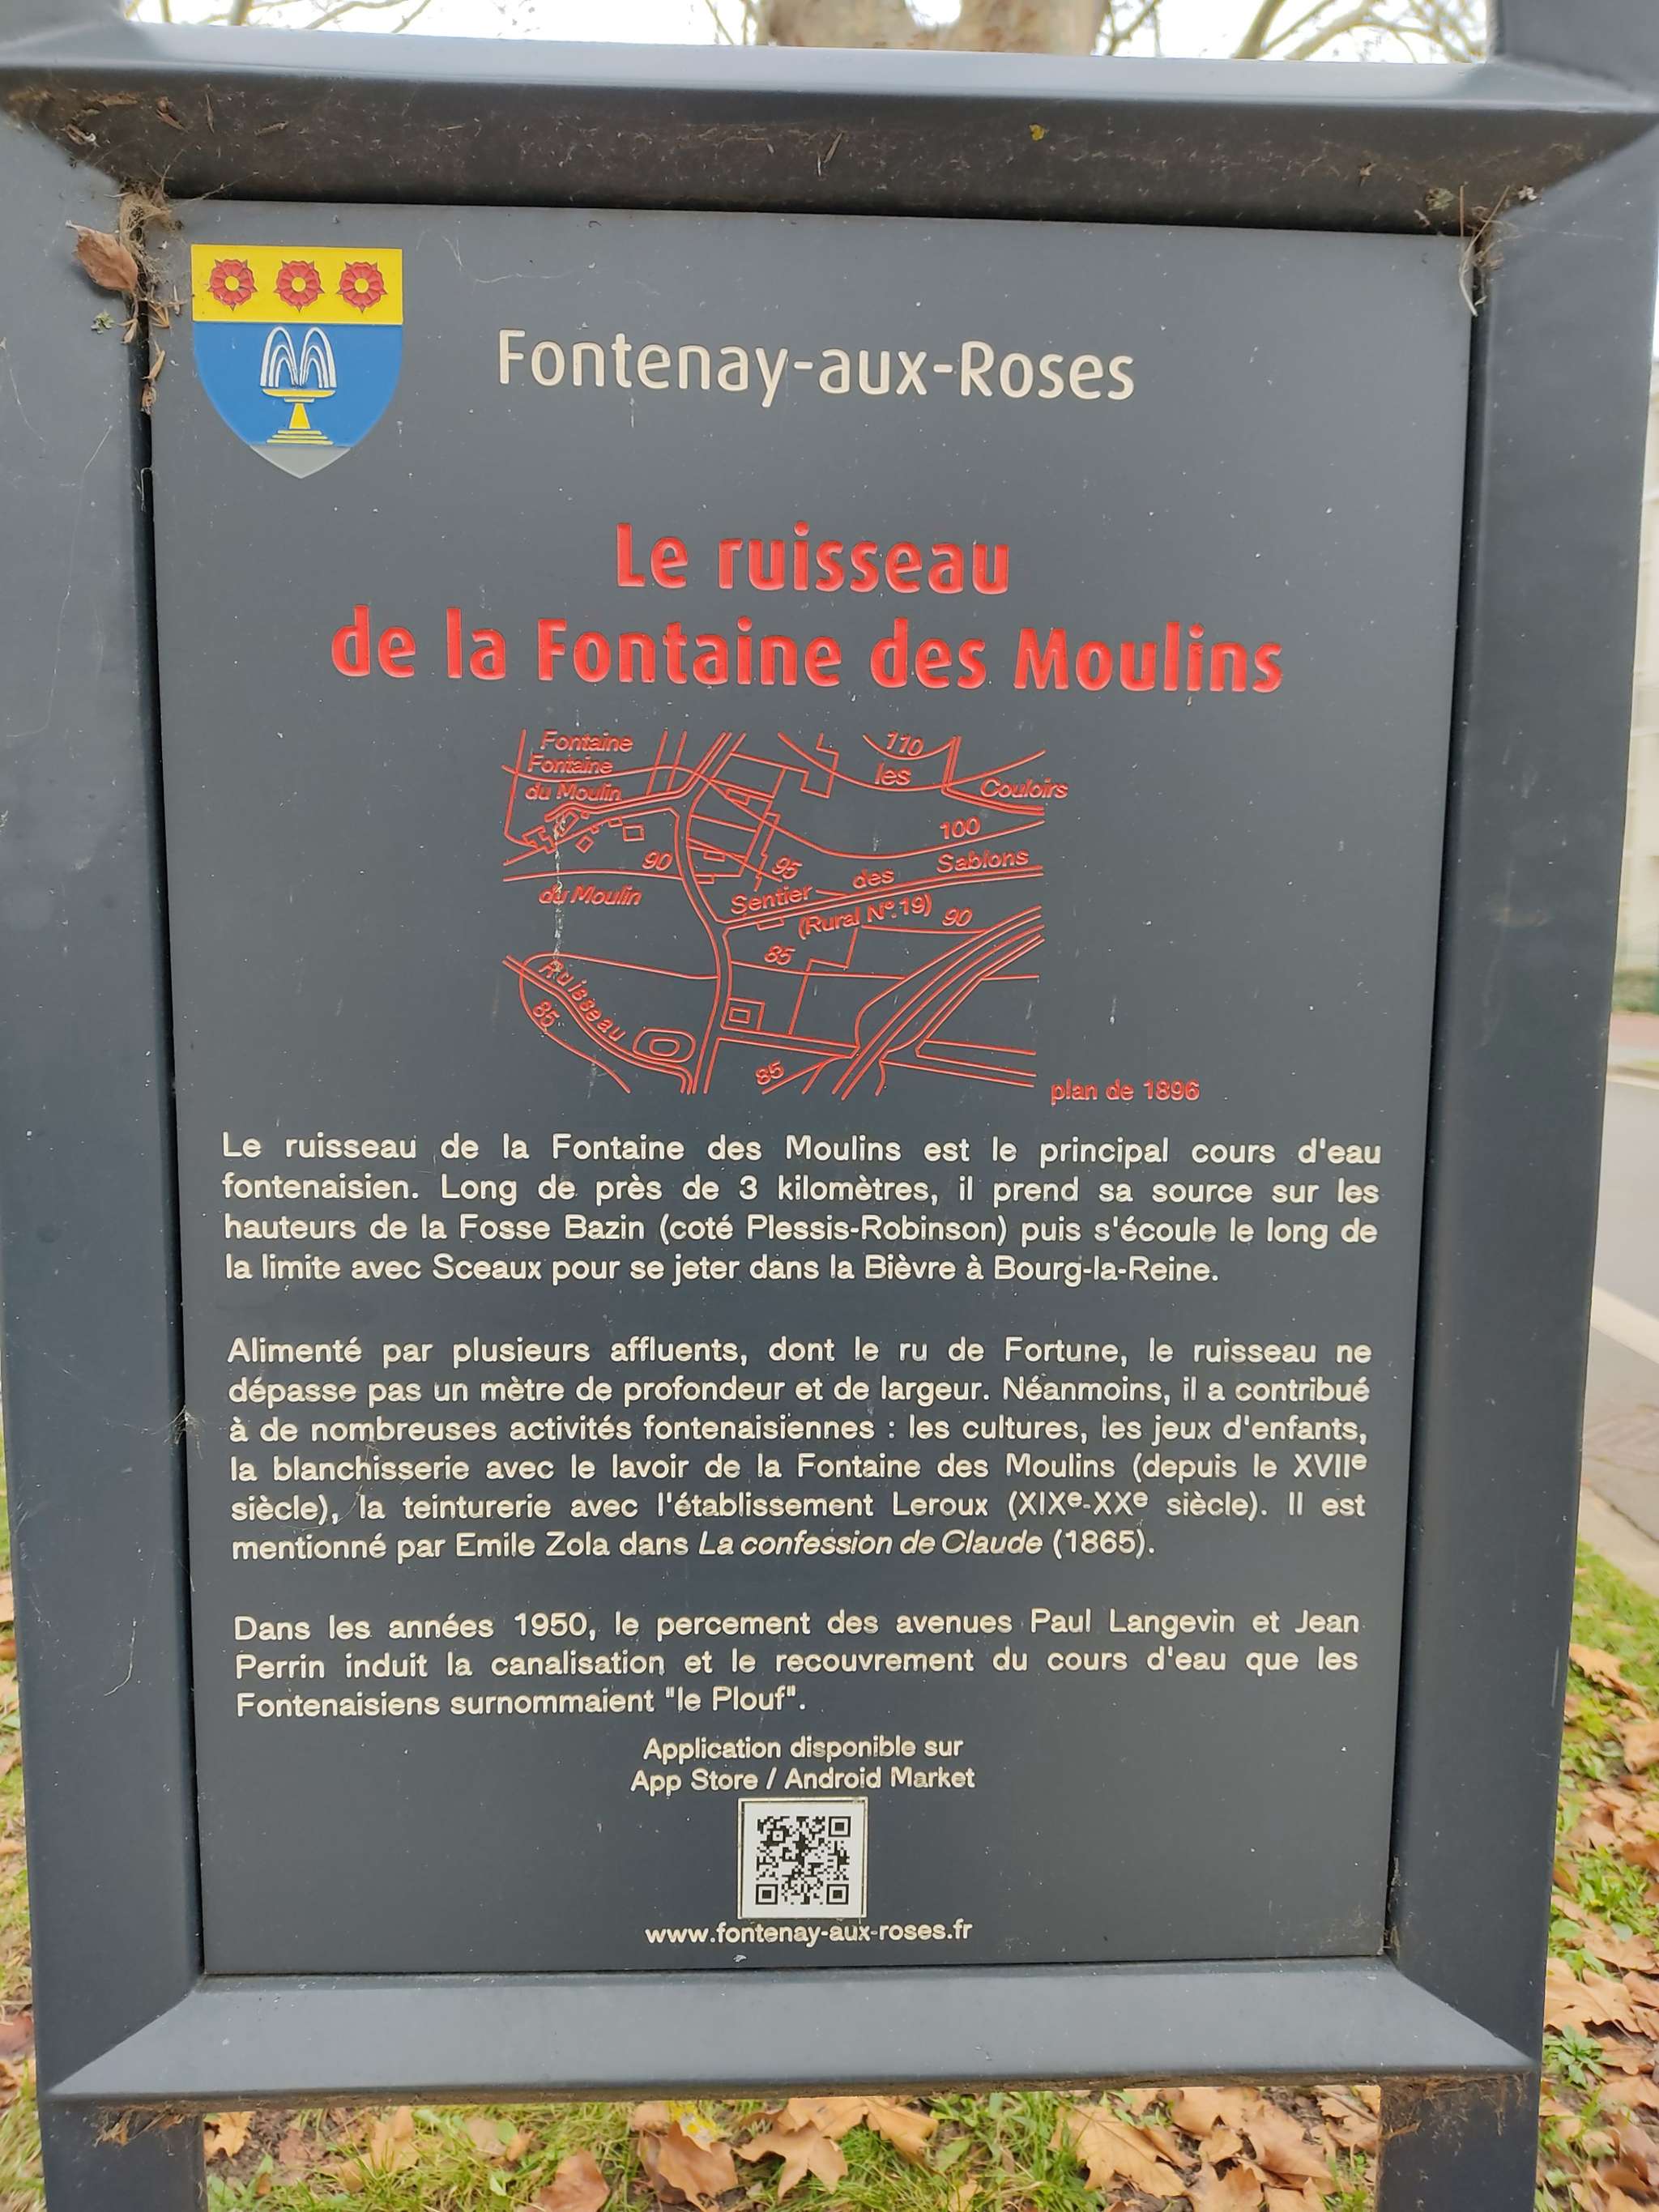 Fontenay-aux-Roses
Le ruisseau
de la Fontaine des Moulins
Fontaine
Fontaine
du Moulin
110
les
Couloirs
100
90
95
Sablons
des
Sentier
du Moulin
(Rural N°.19)
90
85
Ruisseau
85
85
plan de 1896
Le ruisseau de la Fontaine des Moulins est le principal cours d'eau
fontenaisien. Long de près de 3 kilomètres, il prend sa source sur les
hauteurs de la Fosse Bazin (coté Plessis-Robinson) puis s'écoule le long de
la limite avec Sceaux pour se jeter dans la Bièvre à Bourg-la-Reine.
Alimenté par plusieurs affluents, dont le ru de Fortune, le ruisseau ne
dépasse pas un mètre de profondeur et de largeur. Néanmoins, il a contribué
à de nombreuses activités fontenaisiennes : les cultures, les jeux d'enfants,
la blanchisserie avec le lavoir de la Fontaine des Moulins (depuis le XVIIe
siècle), la teinturerie avec l'établissement Leroux (XIXe-XXe siècle). Il est
mentionné par Emile Zola dans La confession de Claude (1865).
Dans les années 1950, le percement des avenues Paul Langevin et Jean
Perrin induit la canalisation et le recouvrement du cours d'eau que les
Fontenaisiens surnommaient "le Plouf".
Application disponible sur
App Store / Android Market
www.fontenay-aux-roses.fr